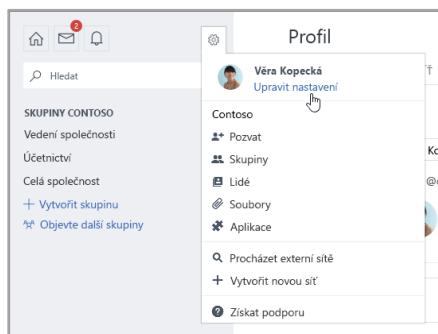 2
Profil
Hledat
SKUPINY CONTOSO
Vedení společnosti
Účetnictví
Celá společnost
+ Vytvořit skupinu
Objevte další skupiny
Věra Kopecká
Upravit nastavení
Contoso
Pozvat
Skupiny
Lidé
Soubory
Aplikace
Procházet externí sítě
+ Vytvořit novou síť
Získat podporu
Ko